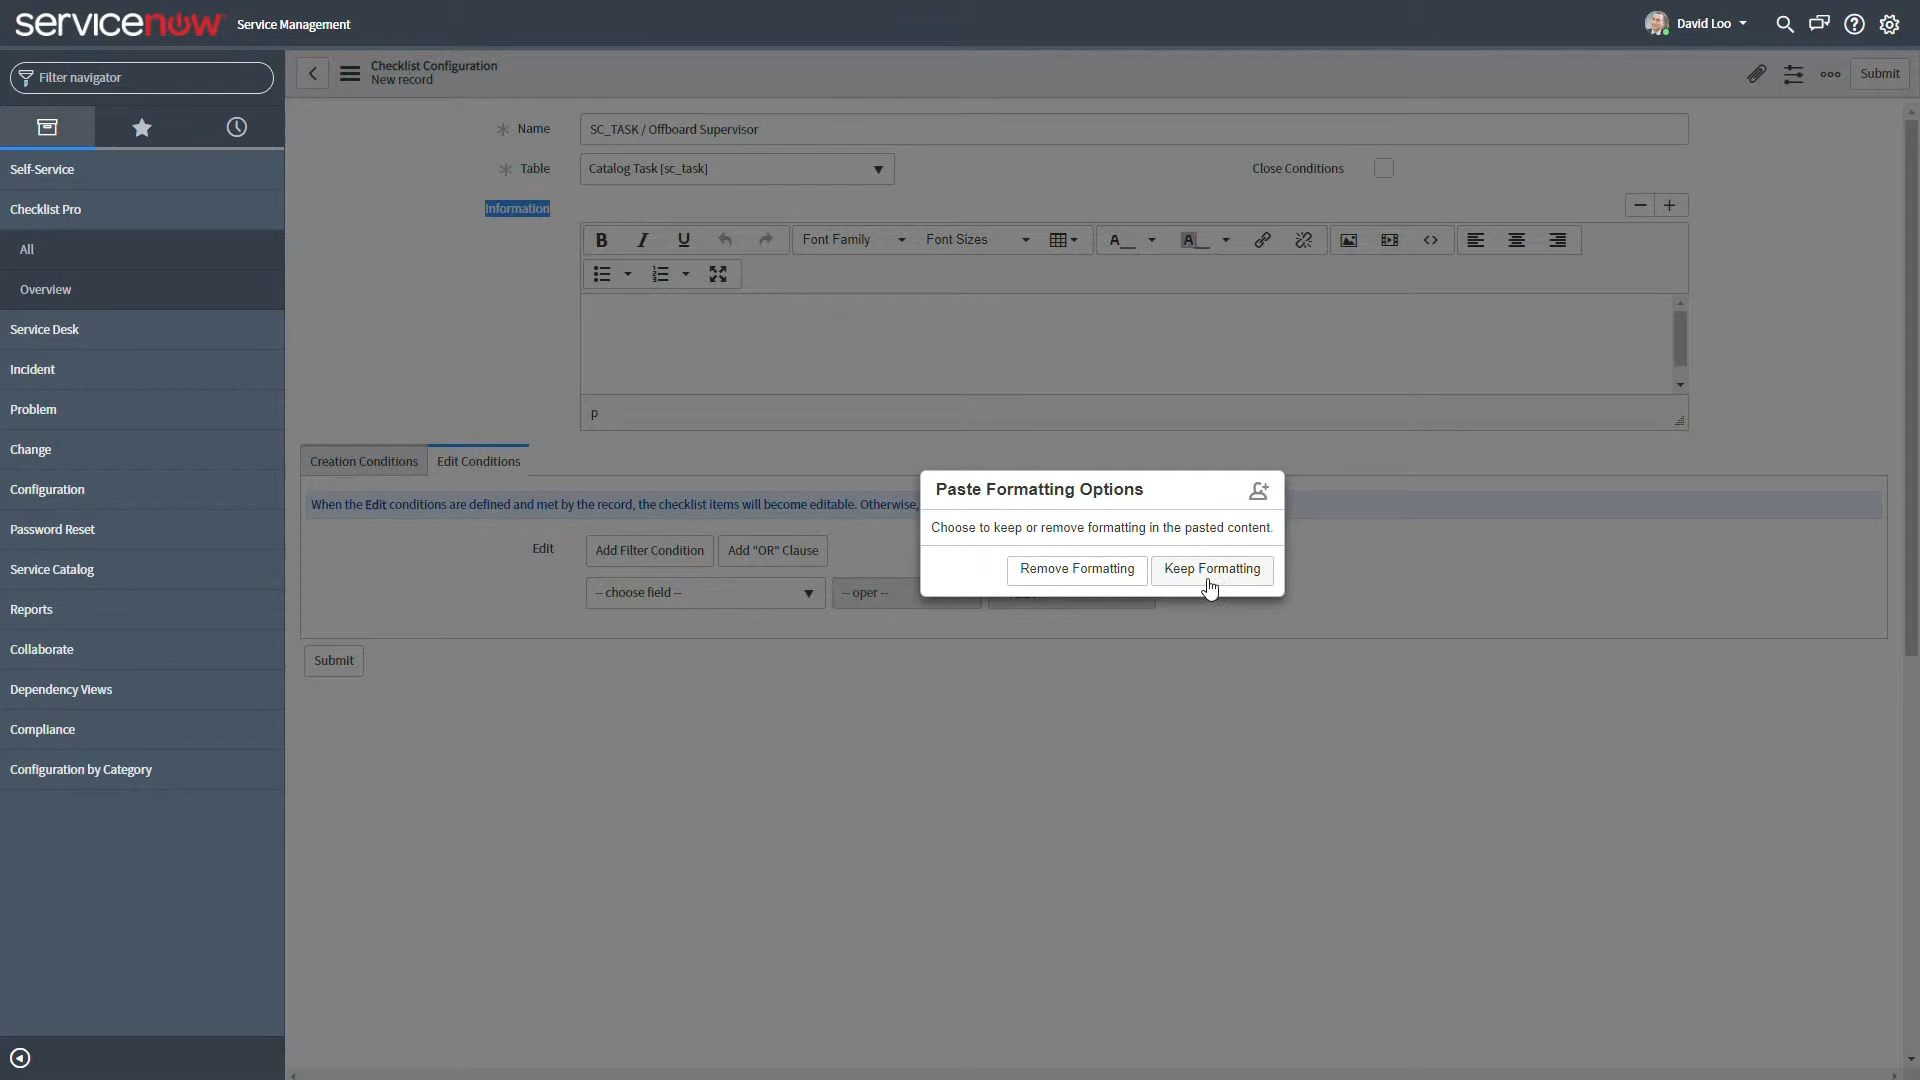 servicenow Service Management
David Loo
Filter navigator
Self-Service
Checklist Pro
All
Overview
Service Desk
Incident
Problem
Change
Configuration
Password Reset
Service Catalog
Reports
Collaborate
Dependency Views
Compliance
Configuration by Category
Checklist Configuration
New record
Submit
Name SC_TASK / Offboard Supervisor
Table Catalog Task [sc_task] Close Conditions
Information
B I U Font Family Font Sizes A A
p
Creation Conditions Edit Conditions
When the Edit conditions are defined and met by the record, the checklist items will become editable. Otherwise,
Edit Add Filter Condition Add "OR" Clause
-- choose field -- -- oper --
Submit
Paste Formatting Options
Choose to keep or remove formatting in the pasted content.
Remove Formatting Keep Formatting